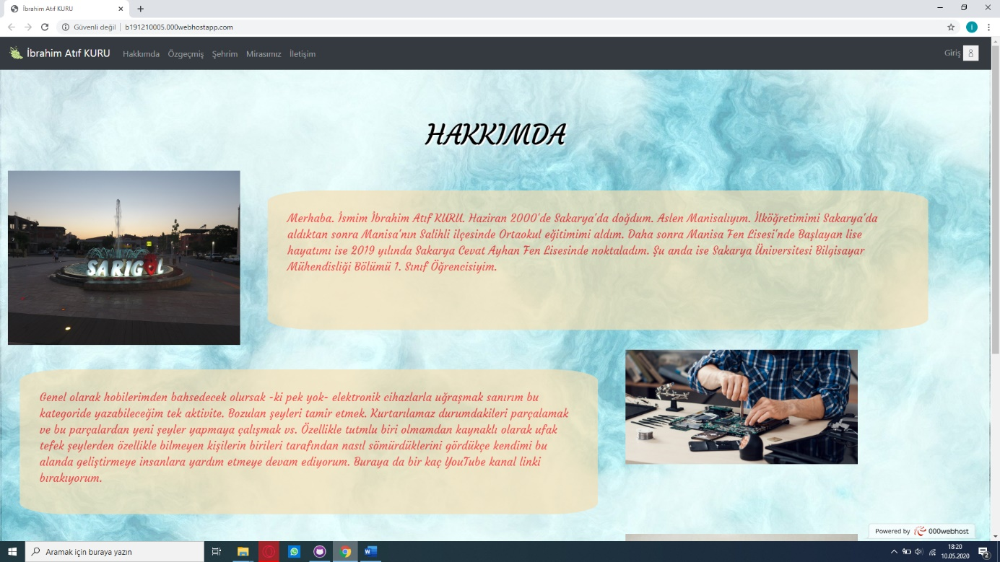 İbrahim Atıf KURU
Güvenli değil | b191210005.000webhostapp.com
İbrahim Atıf KURU Hakkımda Özgeçmiş Şehrim Mirasımız İletişim Giriş
HAKKIMDA
SARIGÖL
Merhaba. İsmim İbrahim Atıf KURU. Haziran 2000'de Sakarya'da doğdum. Aslen Manisalıyım. İlköğretimimi Sakarya'da
aldıktan sonra Manisa'nın Salihli ilçesinde Ortaokul eğitimimi aldım. Daha sonra Manisa Fen Lisesi'nde Başlayan lise
hayatımı ise 2019 yılında Sakarya Cevat Ayhan Fen Lisesinde noktaladım. Şu anda ise Sakarya Üniversitesi Bilgisayar
Mühendisliği Bölümü 1. Sınıf Öğrencisiyim.
Genel olarak hobilerimden bahsedecek olursak -ki pek yok- elektronik cihazlarla uğraşmak sanırım bu
kategoride yazabileceğim tek aktivite. Bozulan şeyleri tamir etmek. Kurtarılamaz durumdakileri parçalamak
ve bu parçalardan yeni şeyler yapmaya çalışmak vs. Özellikle tutmlu biri olmamdan kaynaklı olarak ufak
tefek şeylerden özellikle bilmeyen kişilerin birileri tarafından nasıl sömürdüklerini gördükçe kendimi bu
alanda geliştirmeye insanlara yardım etmeye devam ediyorum. Buraya da bir kaç YouTube kanal linki
bırakıyorum.
Powered by 000webhost
Aramak için buraya yazın
18:20
10.05.2020
2